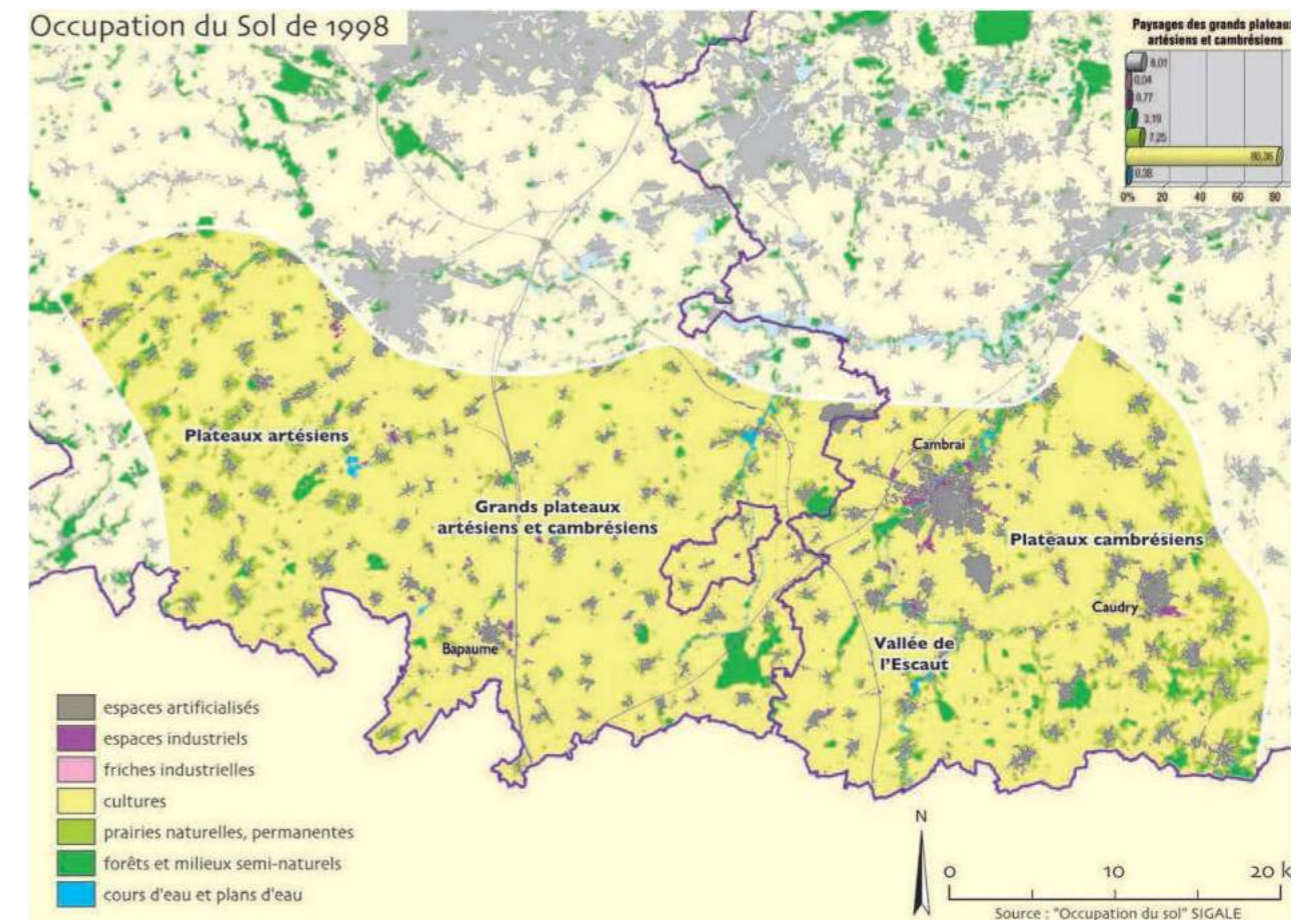 Occupation du Sol de 1998
Paysages des grands plateaux
artésiens et cambrésiens
0,04
0,77
3,19
7,25
80,36
0,38
0% 20 40 60 80
Plateaux artésiens
Cambrai
Grands plateaux
artésiens et cambrésiens
Plateaux cambrésiens
Caudry
Bapaume
Vallée de
l'Escaut
espaces artificialisés
espaces industriels
friches industrielles
cultures
prairies naturelles, permanentes
forêts et milieux semi-naturels
cours d'eau et plans d'eau
N
0 10 20 k
Source : "Occupation du sol" SIGALE